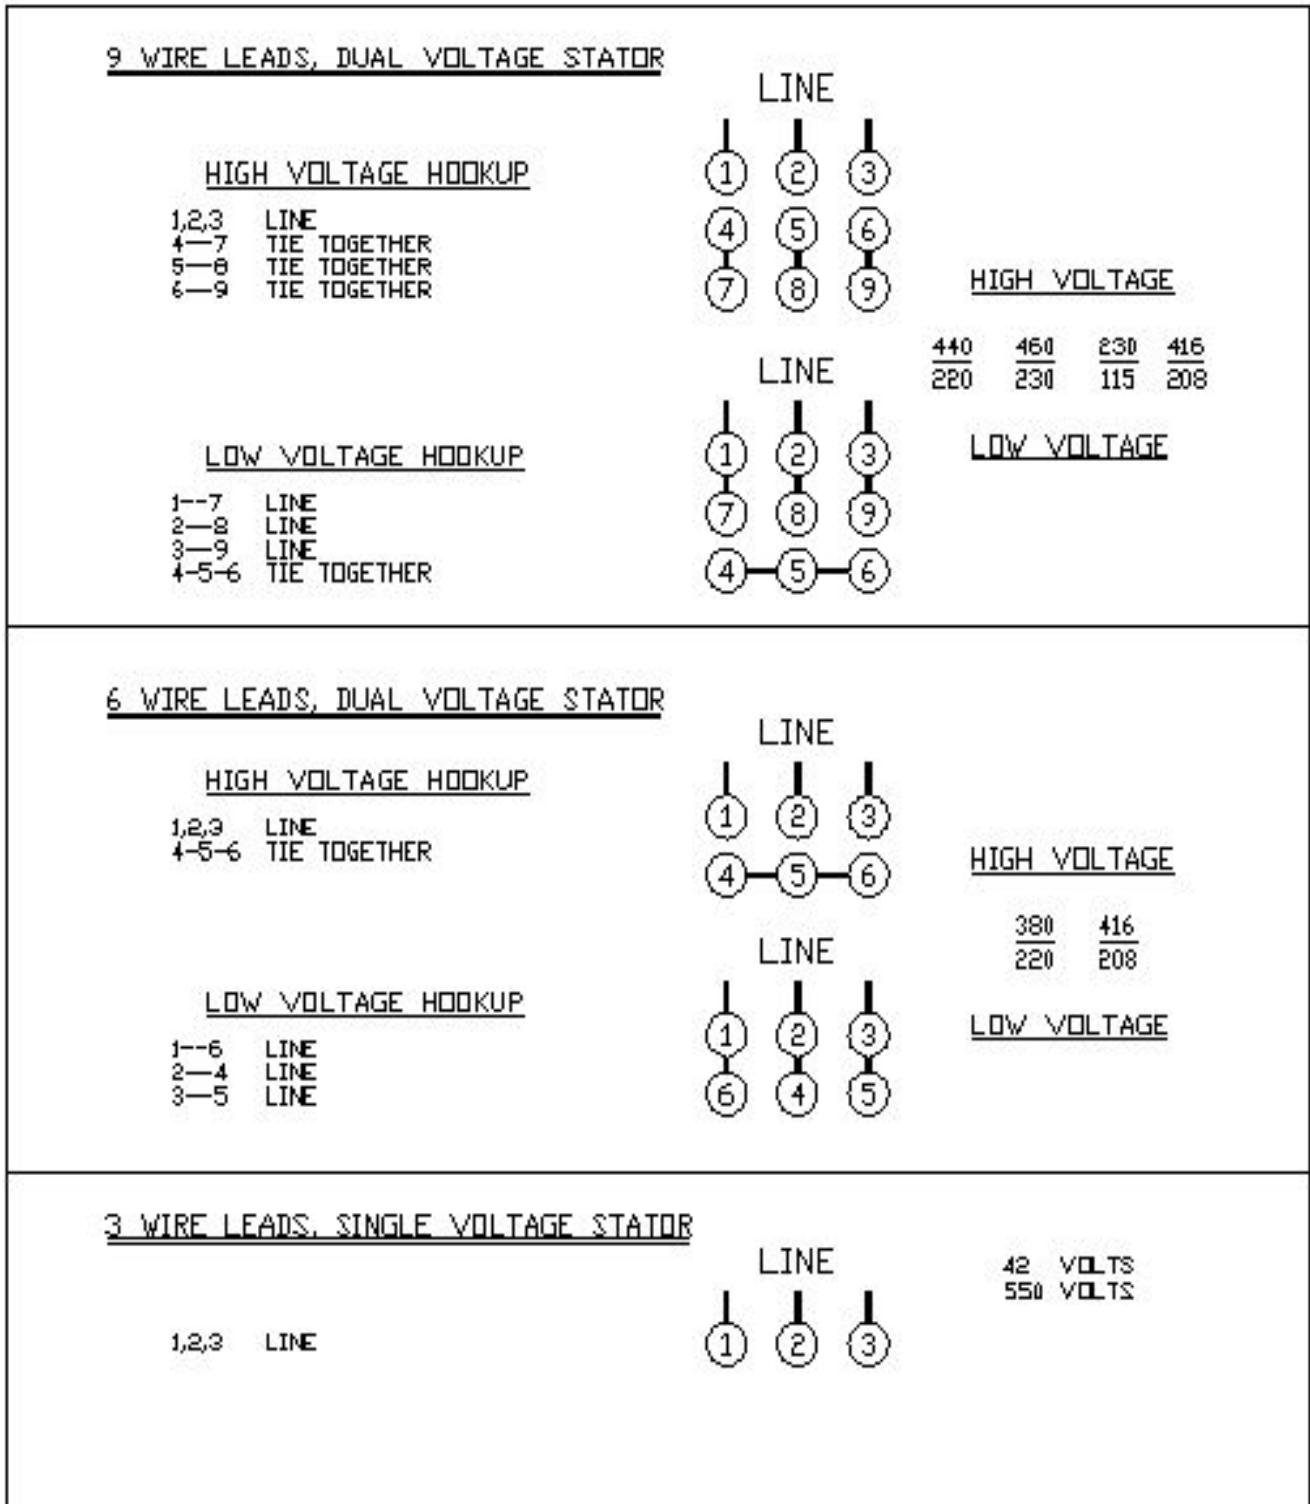 9 WIRE LEADS, DUAL VOLTAGE STATOR
HIGH VOLTAGE HOOKUP
1,2,3 LINE
4--7 TIE TOGETHER
5--8 TIE TOGETHER
6--9 TIE TOGETHER
LINE
1 2 3
4 5 6
7 8 9
LOW VOLTAGE HOOKUP
1--7 LINE
2--8 LINE
3--9 LINE
4-5-6 TIE TOGETHER
LINE
1 2 3
7 8 9
4 5 6
HIGH VOLTAGE
440 460 230 416
220 230 115 208
LOW VOLTAGE
6 WIRE LEADS, DUAL VOLTAGE STATOR
HIGH VOLTAGE HOOKUP
1,2,3 LINE
4-5-6 TIE TOGETHER
LINE
1 2 3
4 5 6
LOW VOLTAGE HOOKUP
1--6 LINE
2--4 LINE
3--5 LINE
LINE
1 2 3
6 4 5
HIGH VOLTAGE
380 416
220 208
LOW VOLTAGE
3 WIRE LEADS, SINGLE VOLTAGE STATOR
1,2,3 LINE
LINE
1 2 3
42 VOLTS
550 VOLTS